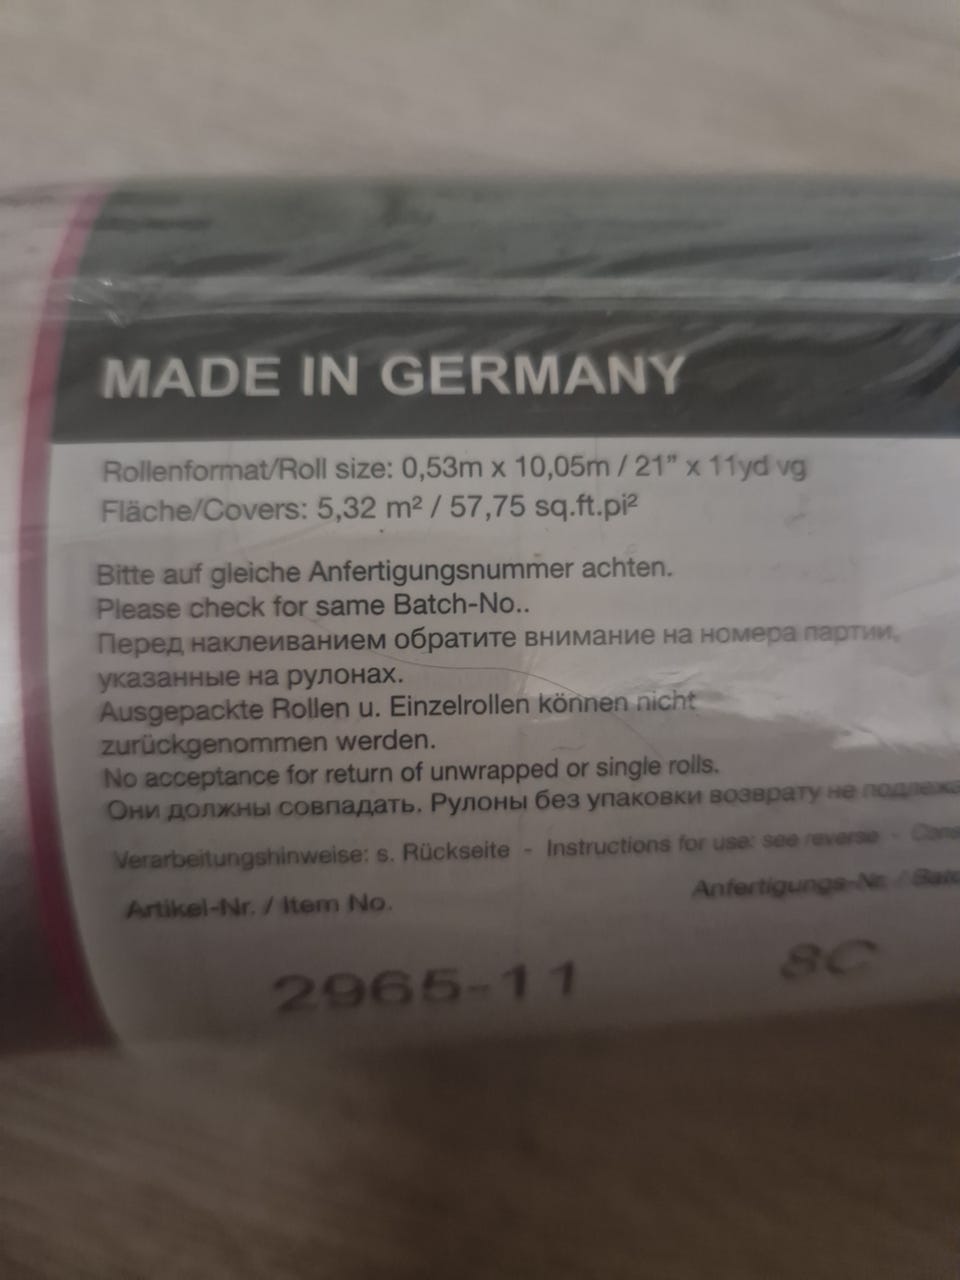 MADE IN GERMANY
Rollenformat/Roll size: 0,53m x 10,05m / 21" x 11yd vg
Fläche/Covers: 5,32 m² / 57,75 sq.ft.pi²
Bitte auf gleiche Anfertigungsnummer achten.
Please check for same Batch-No..
Перед наклеиванием обратите внимание на номера партии,
указанные на рулонах.
Ausgepackte Rollen u. Einzelrollen können nicht
zurückgenommen werden.
No acceptance for return of unwrapped or single rolls.
Они должны совпадать. Рулоны без упаковки возврату не
Verarbeitungshinweise: s. Rückseite - Instructions for use: see reverse -
Artikel-Nr. / Item No.
Anfertigungs-Nr. /
2965-11
8C